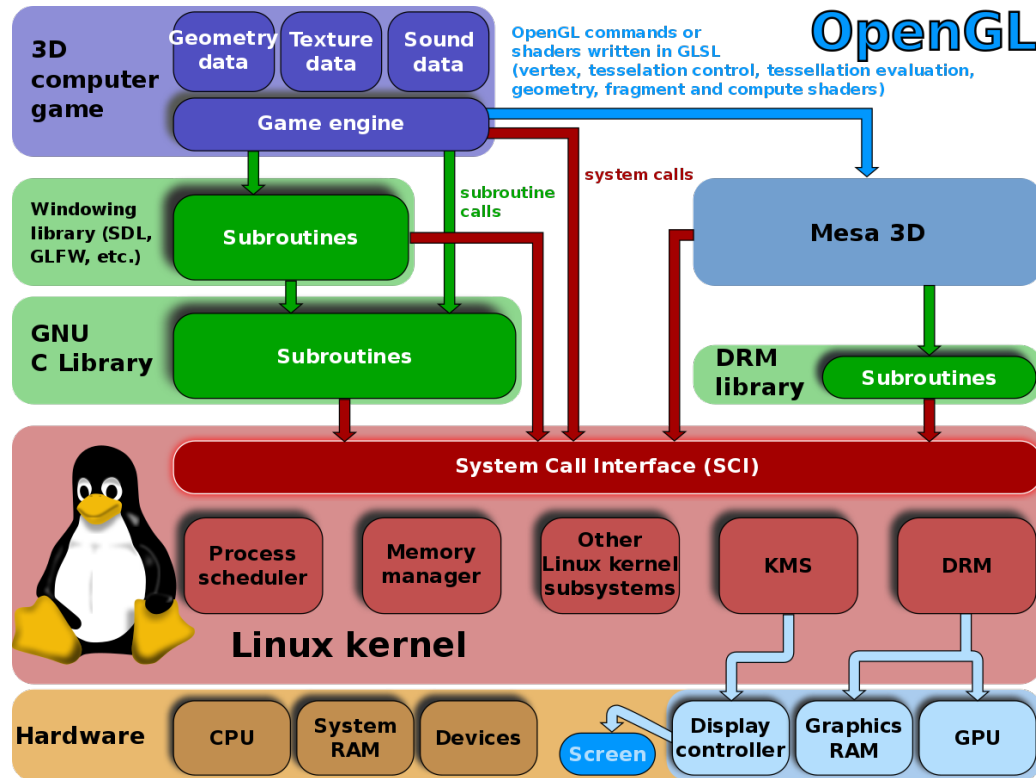 OpenGL
OpenGL commands or
shaders written in GLSL
(vertex, tesselation control, tessellation evaluation,
geometry, fragment and compute shaders)
3D
computer
game
Geometry
data
Texture
data
Sound
data
Game engine
system calls
subroutine
calls
Windowing
library (SDL,
GLFW, etc.)
Subroutines
Mesa 3D
GNU
C Library
Subroutines
DRM
library
Subroutines
System Call Interface (SCI)
Process
scheduler
Memory
manager
Other
Linux kernel
subsystems
KMS
DRM
Linux kernel
Hardware
CPU
System
RAM
Devices
Screen
Display
controller
Graphics
RAM
GPU